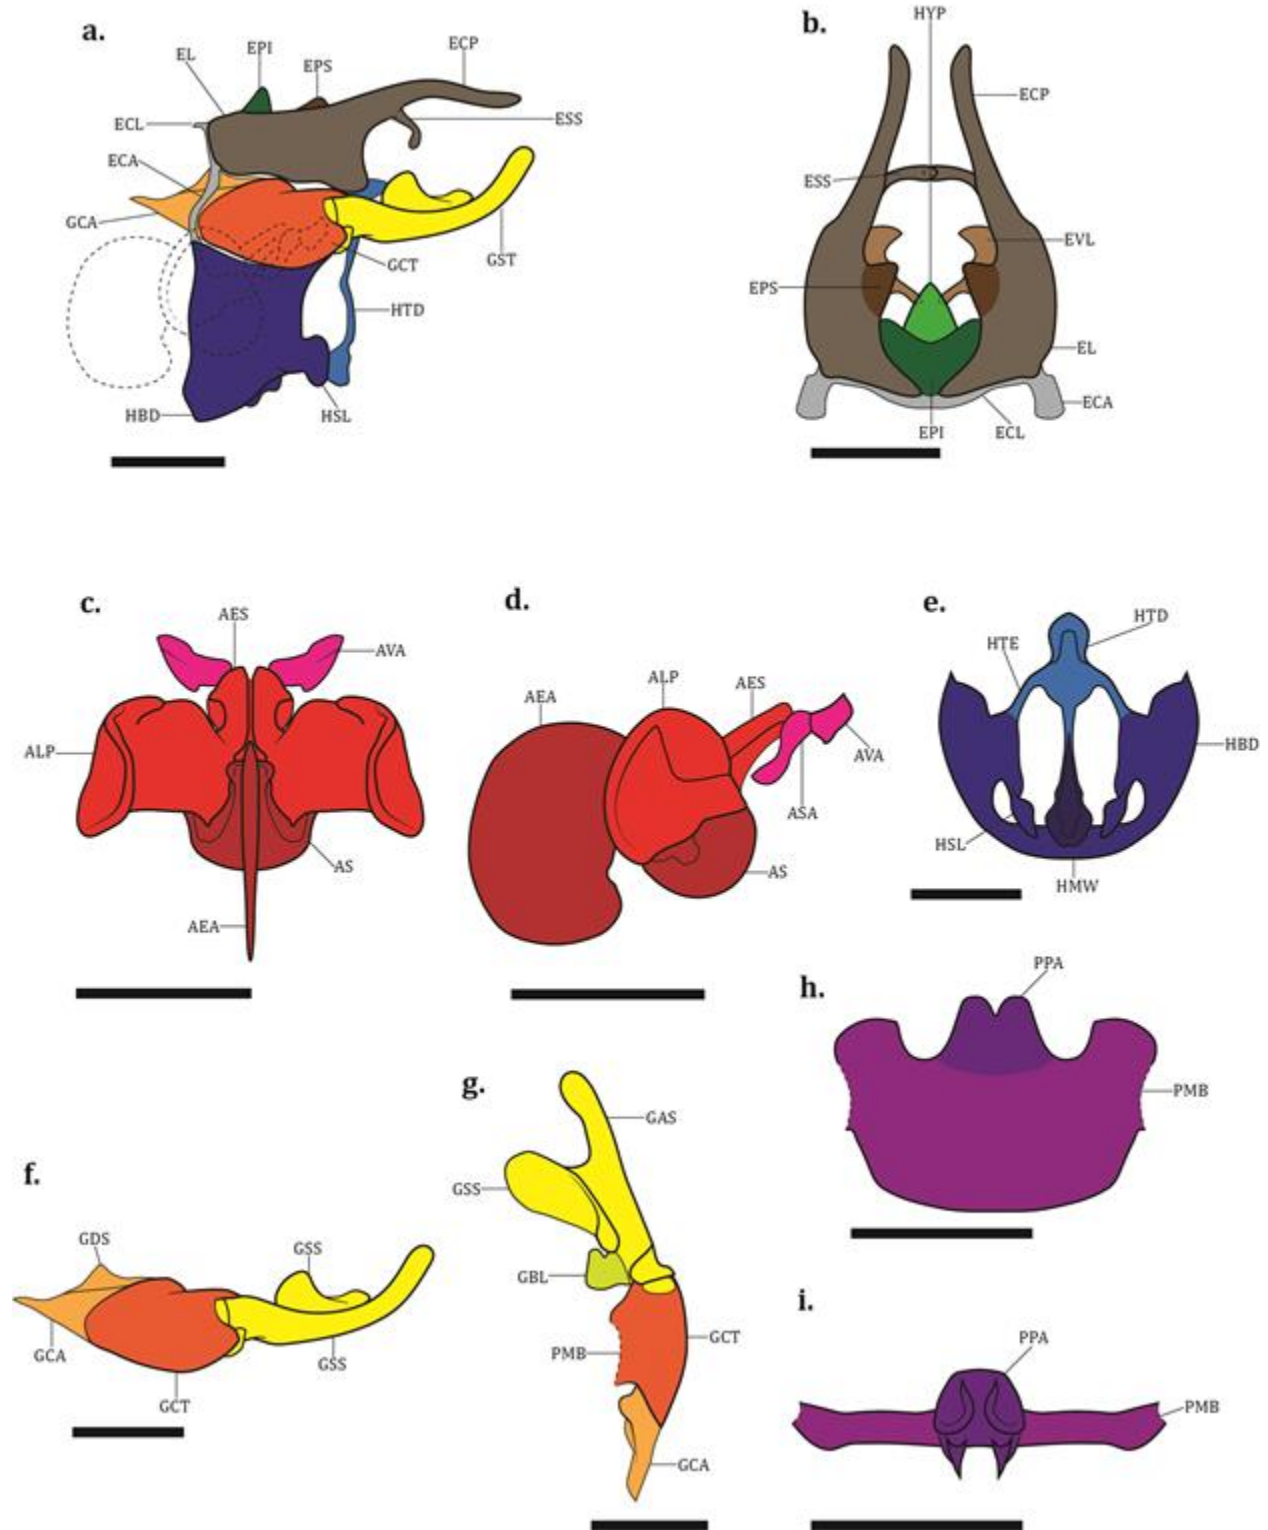 a.
EL
EPI
EPS
ECP
ECL
ESS
ECA
GCA
GCT
GST
HTD
HBD
HSL
b.
HYP
ECP
ESS
EVL
EPS
EL
ECA
EPI
ECL
c.
AES
AVA
ALP
AS
AEA
d.
AEA
ALP
AES
AVA
ASA
AS
e.
HTD
HTE
HBD
HSL
HMW
f.
GDS
GSS
GCA
GSS
GCT
g.
GAS
GSS
GBL
PMB
GCT
GCA
h.
PPA
PMB
i.
PPA
PMB